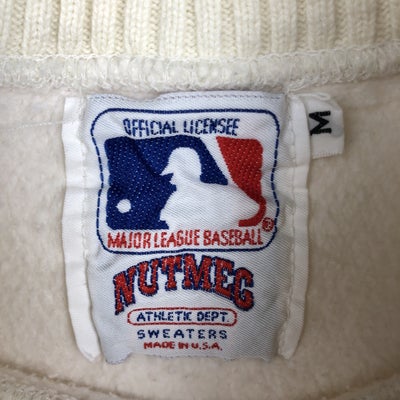 OFFICIAL LICENSEE
M
MAJOR LEAGUE BASEBALL®
NUTMEG
ATHLETIC DEPT.
SWEATERS
MADE IN U.S.A.